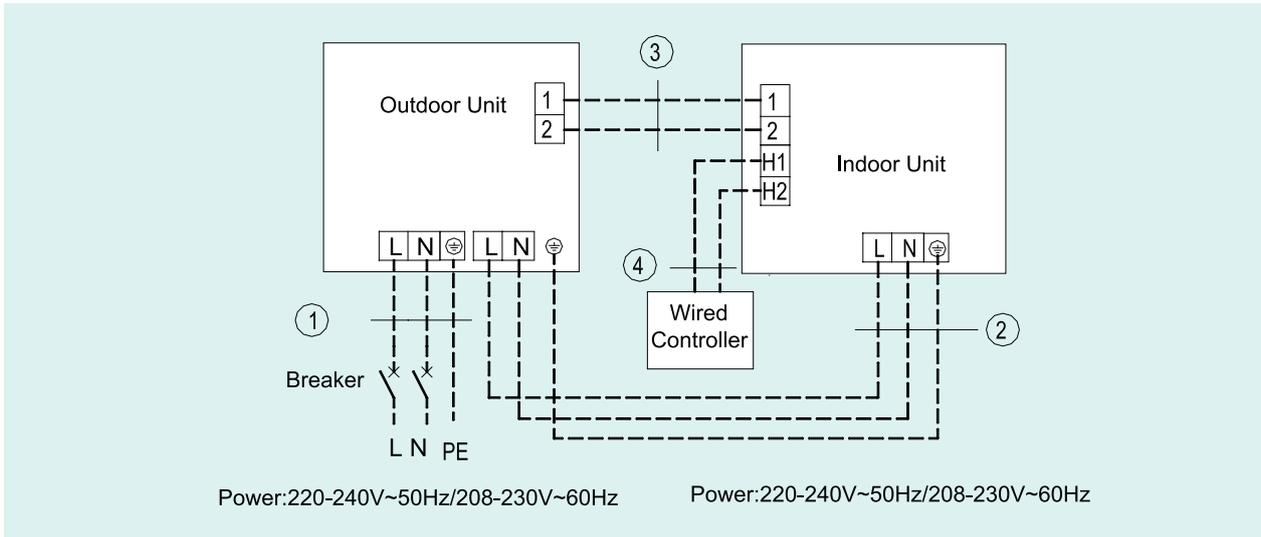 3
Outdoor Unit
1
2
1
2
H1
H2
Indoor Unit
L N L N
L N
4
1
Wired
Controller
2
Breaker
L N PE
Power:220-240V~50Hz/208-230V~60Hz
Power:220-240V~50Hz/208-230V~60Hz